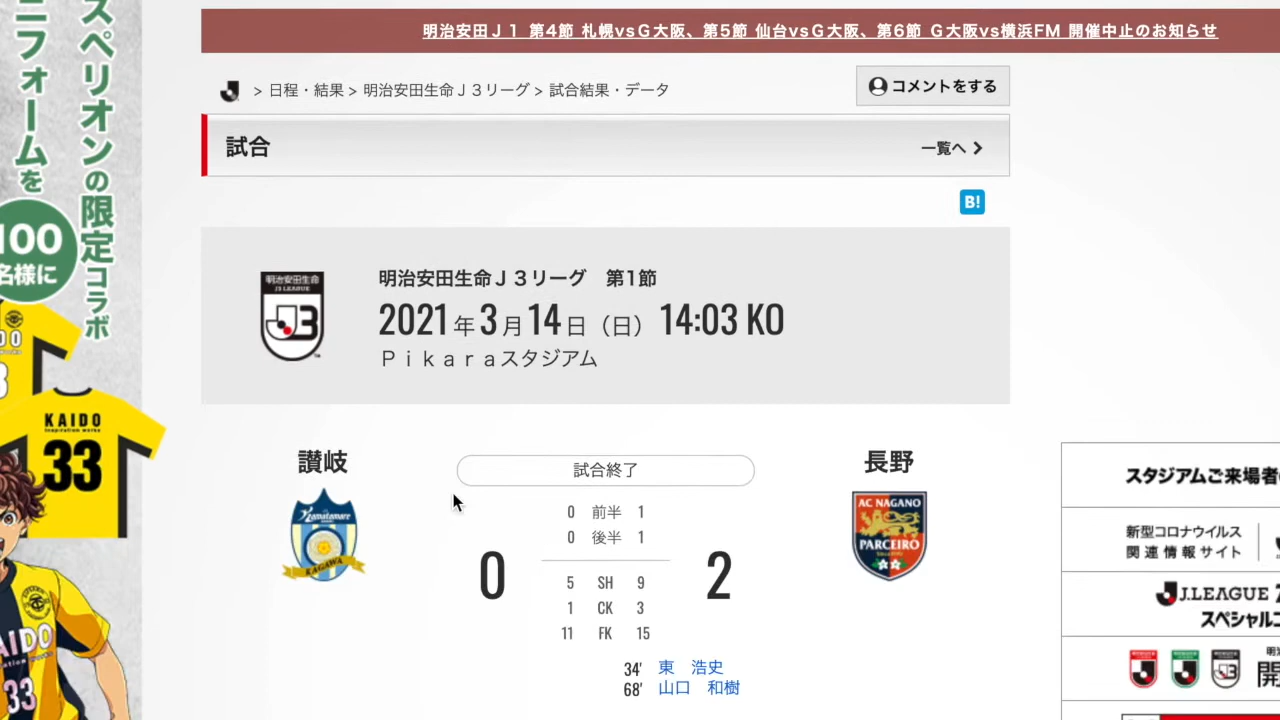 明治安田Ｊ１ 第4節 札幌vsＧ大阪、第5節 仙台vsＧ大阪、第6節 Ｇ大阪vs横浜FM 開催中止のお知らせ
> 日程・結果 > 明治安田生命Ｊ３リーグ > 試合結果・データ
コメントをする
試合
一覧へ
B!
スペリオンの限定コラボ
ニフォームを
100
名様に
KAIDO
33
明治安田生命
J3 LEAGUE
明治安田生命Ｊ３リーグ　第1節
2021年3月14日（日） 14:03 KO
Ｐｉｋａｒａスタジアム
讃岐
試合終了
長野
Kamatamare
KAGAWA
AC NAGANO
PARCEIRO
0 前半 1
0 後半 1
0
2
5 SH 9
1 CK 3
11 FK 15
34' 東　浩史
68' 山口　和樹
スタジアムご来場者
新型コロナウイルス
関連情報サイト
J.LEAGUE
スペシャル
KAIDO
33